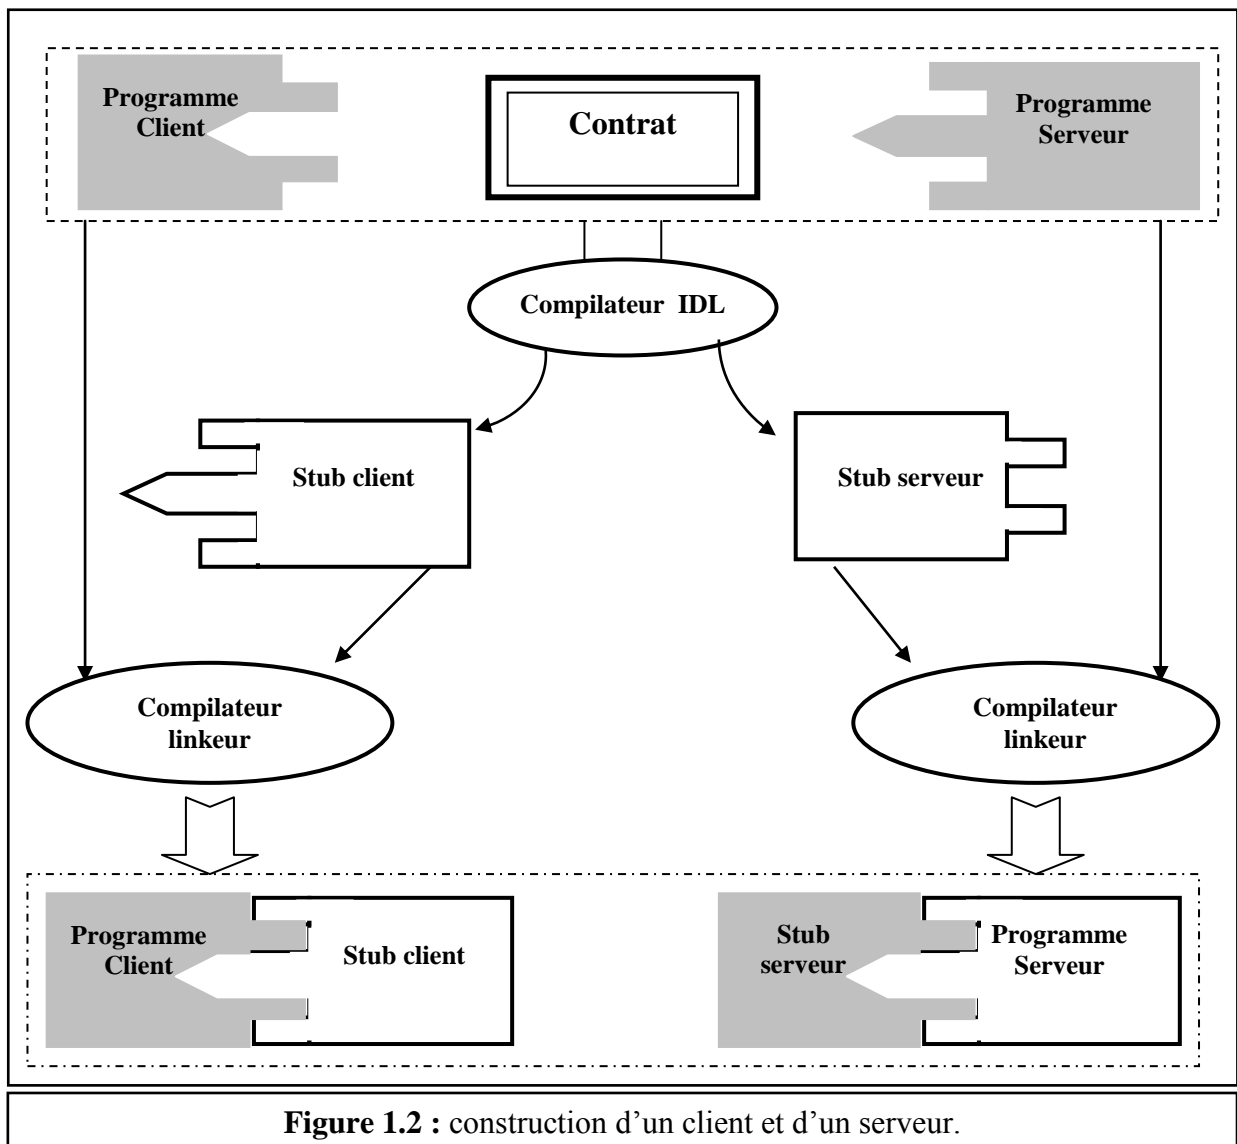 Programme
Client
Contrat
Programme
Serveur
Compilateur IDL
Stub client
Stub serveur
Compilateur
linkeur
Compilateur
linkeur
Programme
Client
Stub client
Stub
serveur
Programme
Serveur
Figure 1.2 : construction d’un client et d’un serveur.